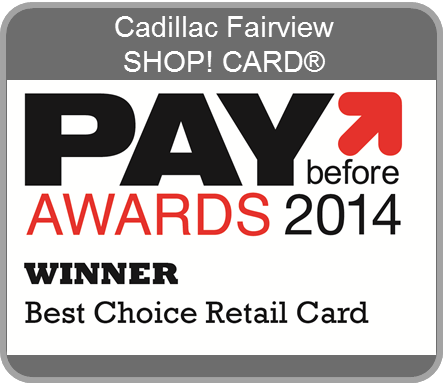 Cadillac Fairview
SHOP! CARD®
PAY
before
AWARDS 2014
WINNER
Best Choice Retail Card